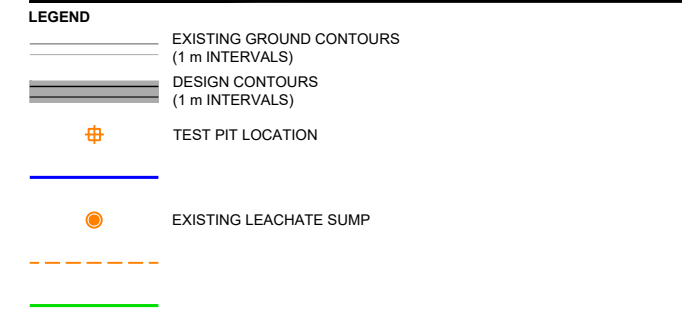 LEGEND
EXISTING GROUND CONTOURS
(1 m INTERVALS)
DESIGN CONTOURS
(1 m INTERVALS)
TEST PIT LOCATION
EXISTING LEACHATE SUMP